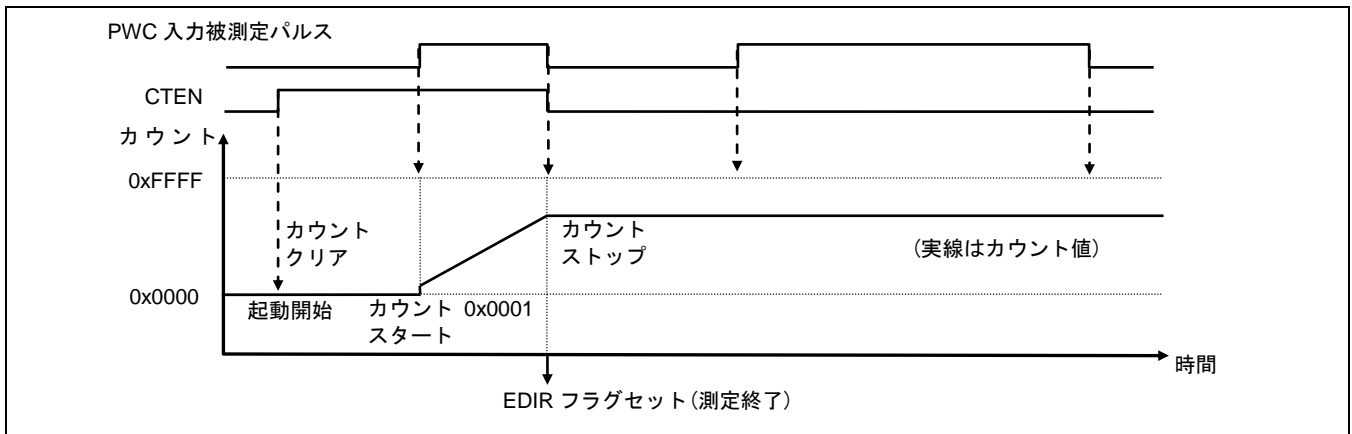 PWC 入力被測定パルス
CTEN
カウント
0xFFFF
カウント
クリア
カウント
ストップ
(実線はカウント値)
0x0000
起動開始
カウント 0x0001
スタート
時間
EDIR フラグセット(測定終了)